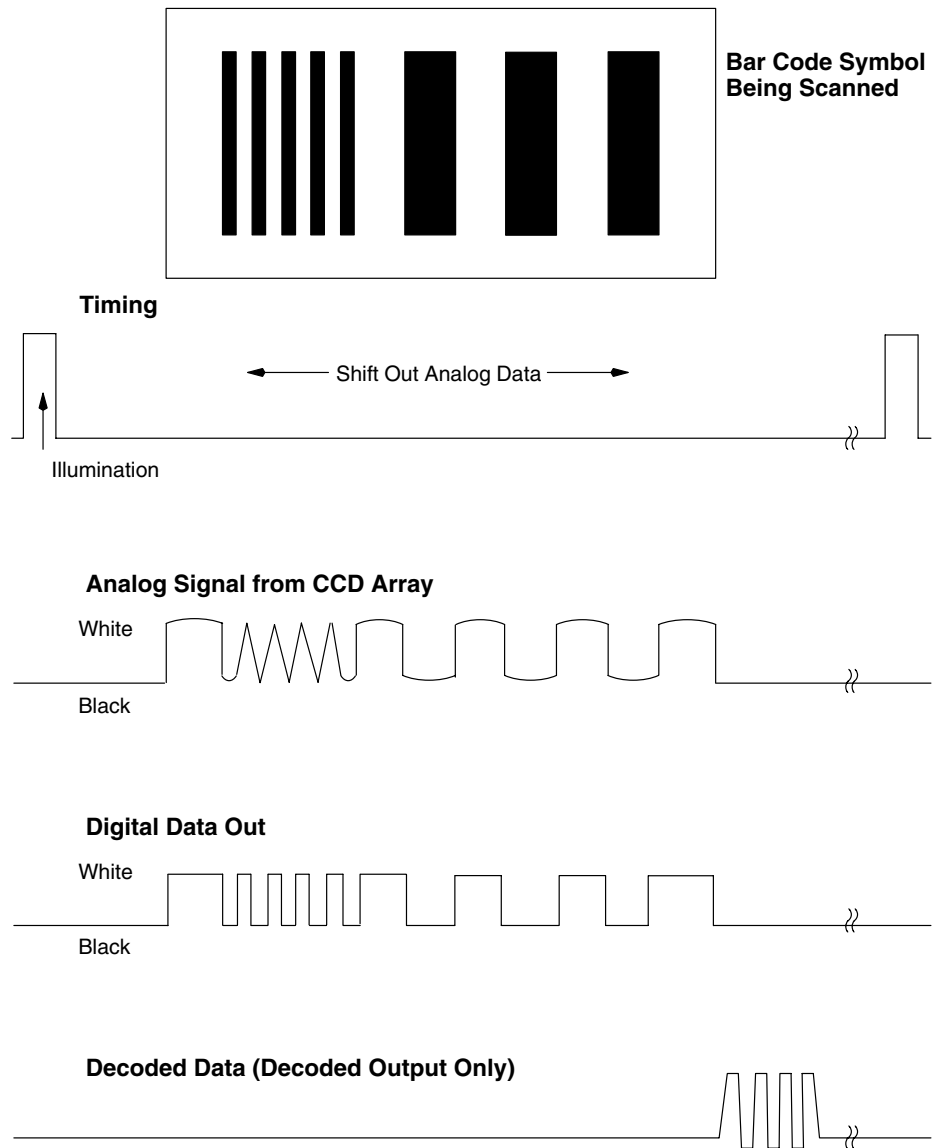 Bar Code Symbol
Being Scanned
Timing
Shift Out Analog Data
Illumination
Analog Signal from CCD Array
White
Black
Digital Data Out
White
Black
Decoded Data (Decoded Output Only)